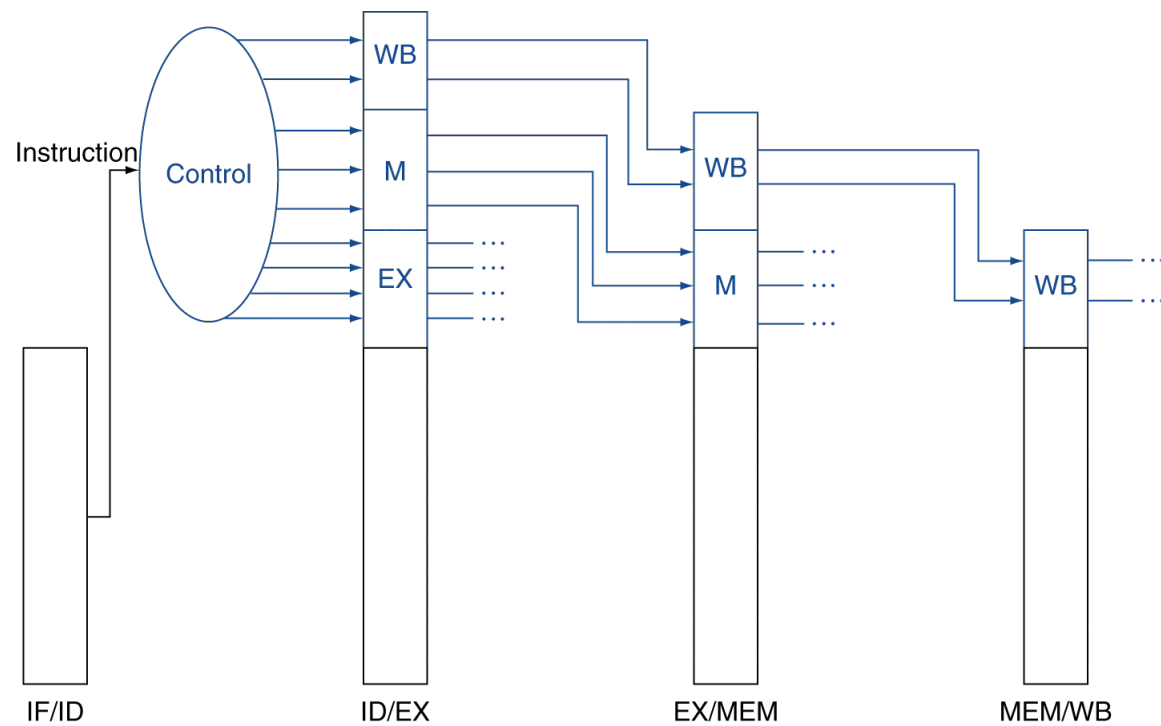 Instruction
Control
WB
M
EX
...
...
...
...
WB
M
...
...
...
WB
...
...
IF/ID
ID/EX
EX/MEM
MEM/WB